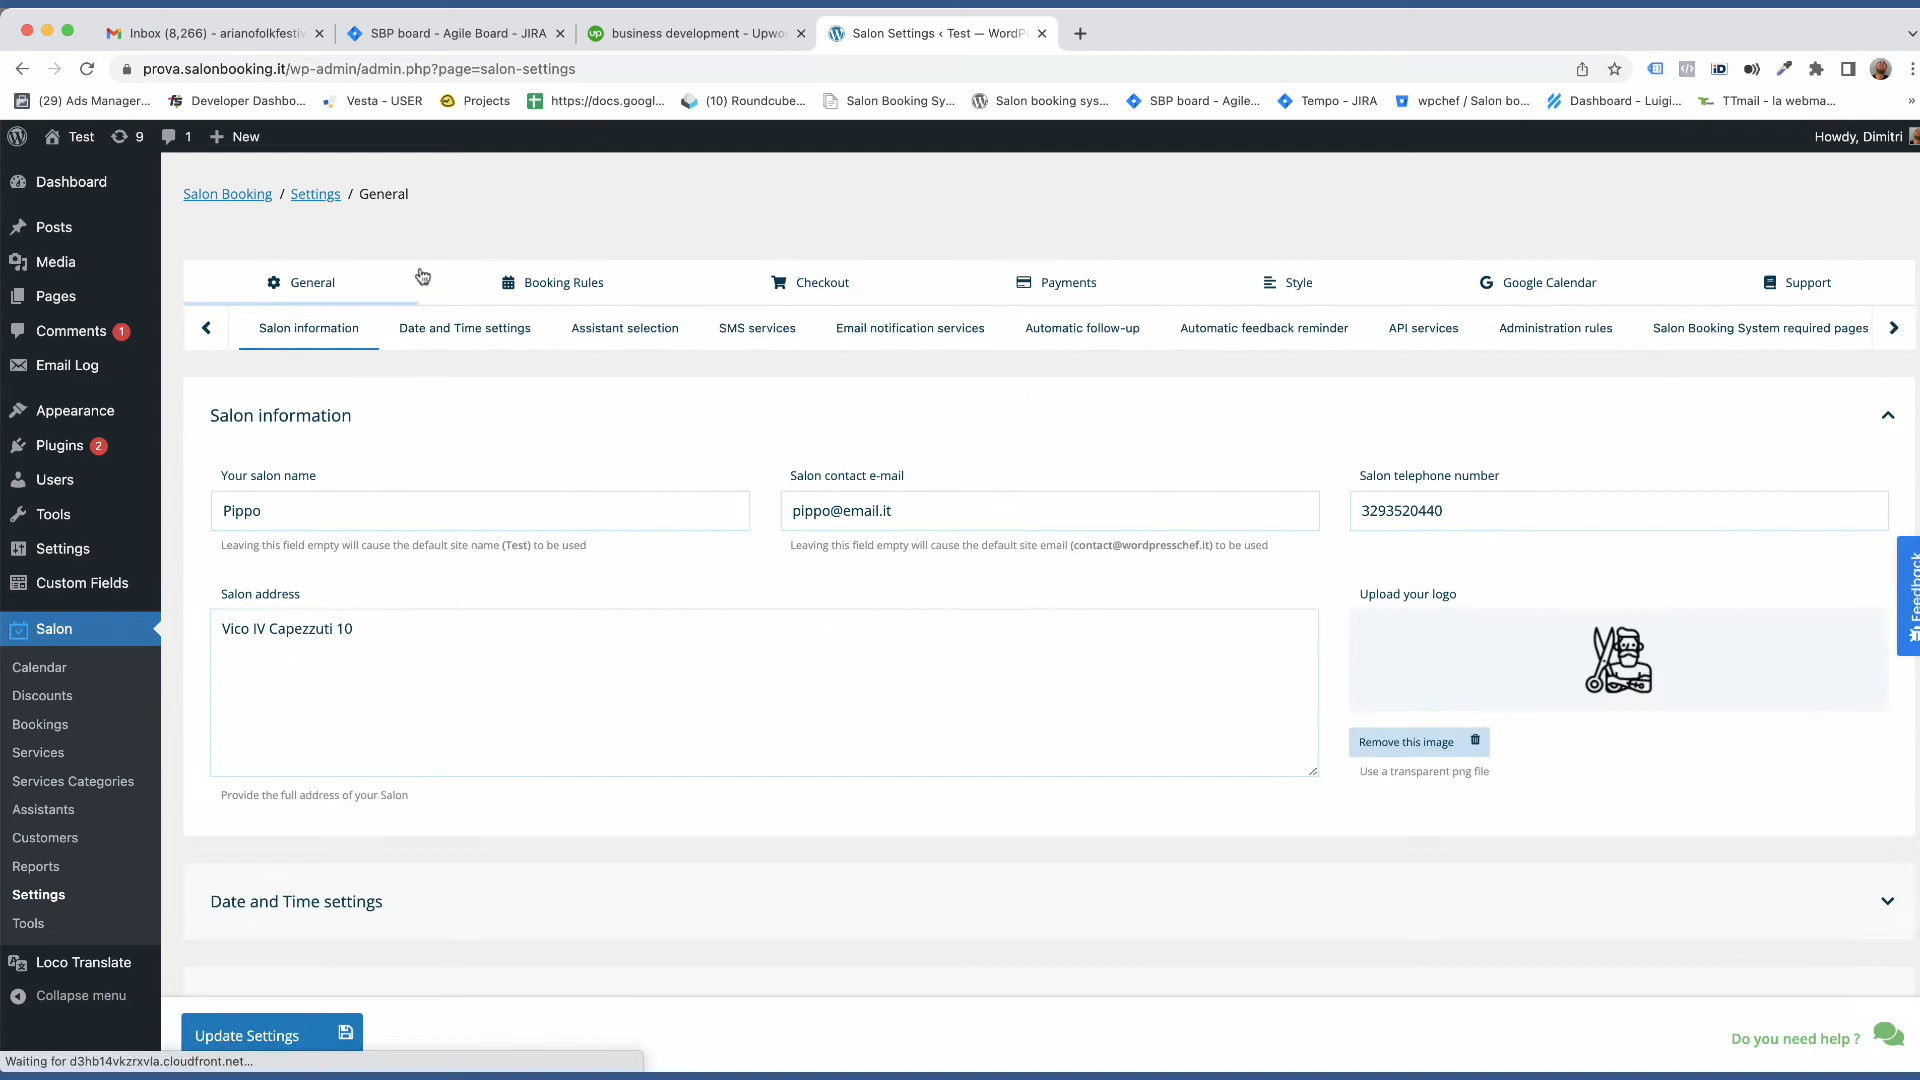 Inbox (8,266) - arianofolkfestiv
SBP board - Agile Board - JIRA
business development - Upwo
Salon Settings ‹ Test — WordPr
prova.salonbooking.it/wp-admin/admin.php?page=salon-settings
(29) Ads Manager...
Developer Dashbo...
Vesta - USER
Projects
https://docs.googl...
(10) Roundcube...
Salon Booking Sy...
Salon booking sys...
SBP board - Agile...
Tempo - JIRA
wpchef / Salon bo...
Dashboard - Luigi...
TTmail - la webma...
Test
9
1
New
Howdy, Dimitri
Dashboard
Posts
Media
Pages
Comments 1
Email Log
Appearance
Plugins 2
Users
Tools
Settings
Custom Fields
Salon
Calendar
Discounts
Bookings
Services
Services Categories
Assistants
Customers
Reports
Settings
Tools
Loco Translate
Collapse menu
Salon Booking / Settings / General
General
Booking Rules
Checkout
Payments
Style
Google Calendar
Support
Salon information
Date and Time settings
Assistant selection
SMS services
Email notification services
Automatic follow-up
Automatic feedback reminder
API services
Administration rules
Salon Booking System required pages
Salon information
Your salon name
Pippo
Leaving this field empty will cause the default site name (Test) to be used
Salon contact e-mail
pippo@email.it
Leaving this field empty will cause the default site email (contact@wordpresschef.it) to be used
Salon telephone number
3293520440
Salon address
Vico IV Capezzuti 10
Provide the full address of your Salon
Upload your logo
Remove this image
Use a transparent png file
Feedback
Date and Time settings
Update Settings
Do you need help ?
Waiting for d3hb14vkzrxvla.cloudfront.net...